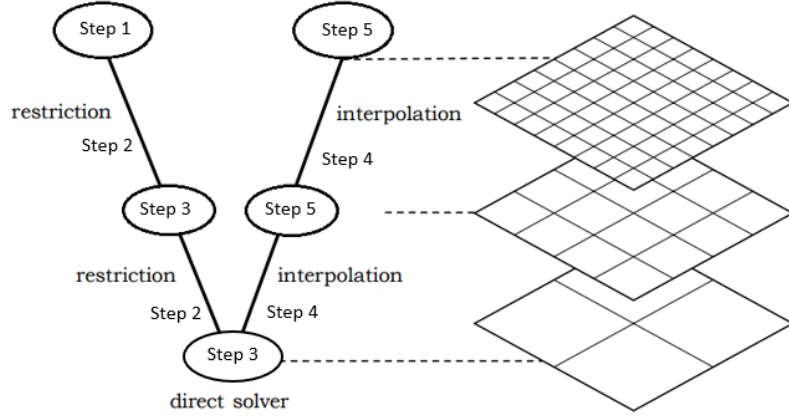 Step 1
Step 5
restriction
interpolation
Step 2
Step 4
Step 3
Step 5
restriction
interpolation
Step 2
Step 4
Step 3
direct solver